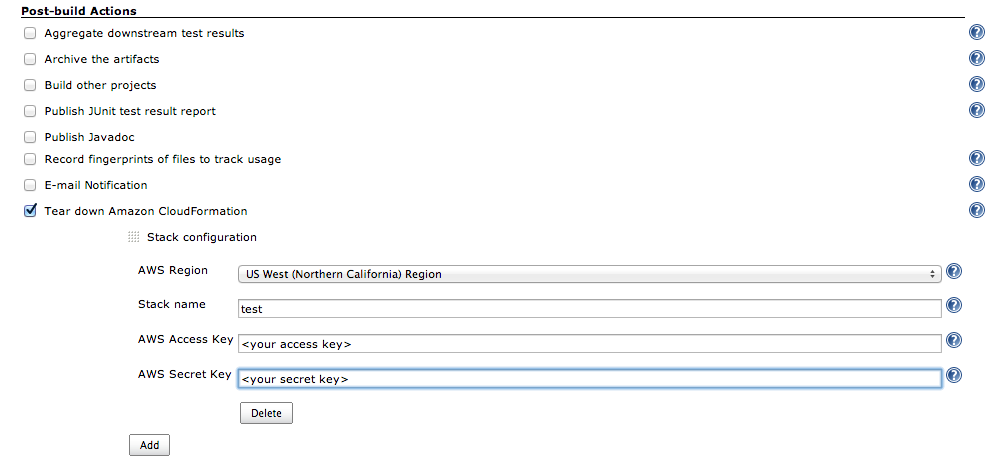 Post-build Actions
Aggregate downstream test results ?
Archive the artifacts ?
Build other projects ?
Publish JUnit test result report ?
Publish Javadoc
Record fingerprints of files to track usage ?
E-mail Notification ?
Tear down Amazon CloudFormation ?
Stack configuration
AWS Region US West (Northern California) Region ?
Stack name test ?
AWS Access Key <your access key> ?
AWS Secret Key <your secret key> ?
Delete
Add